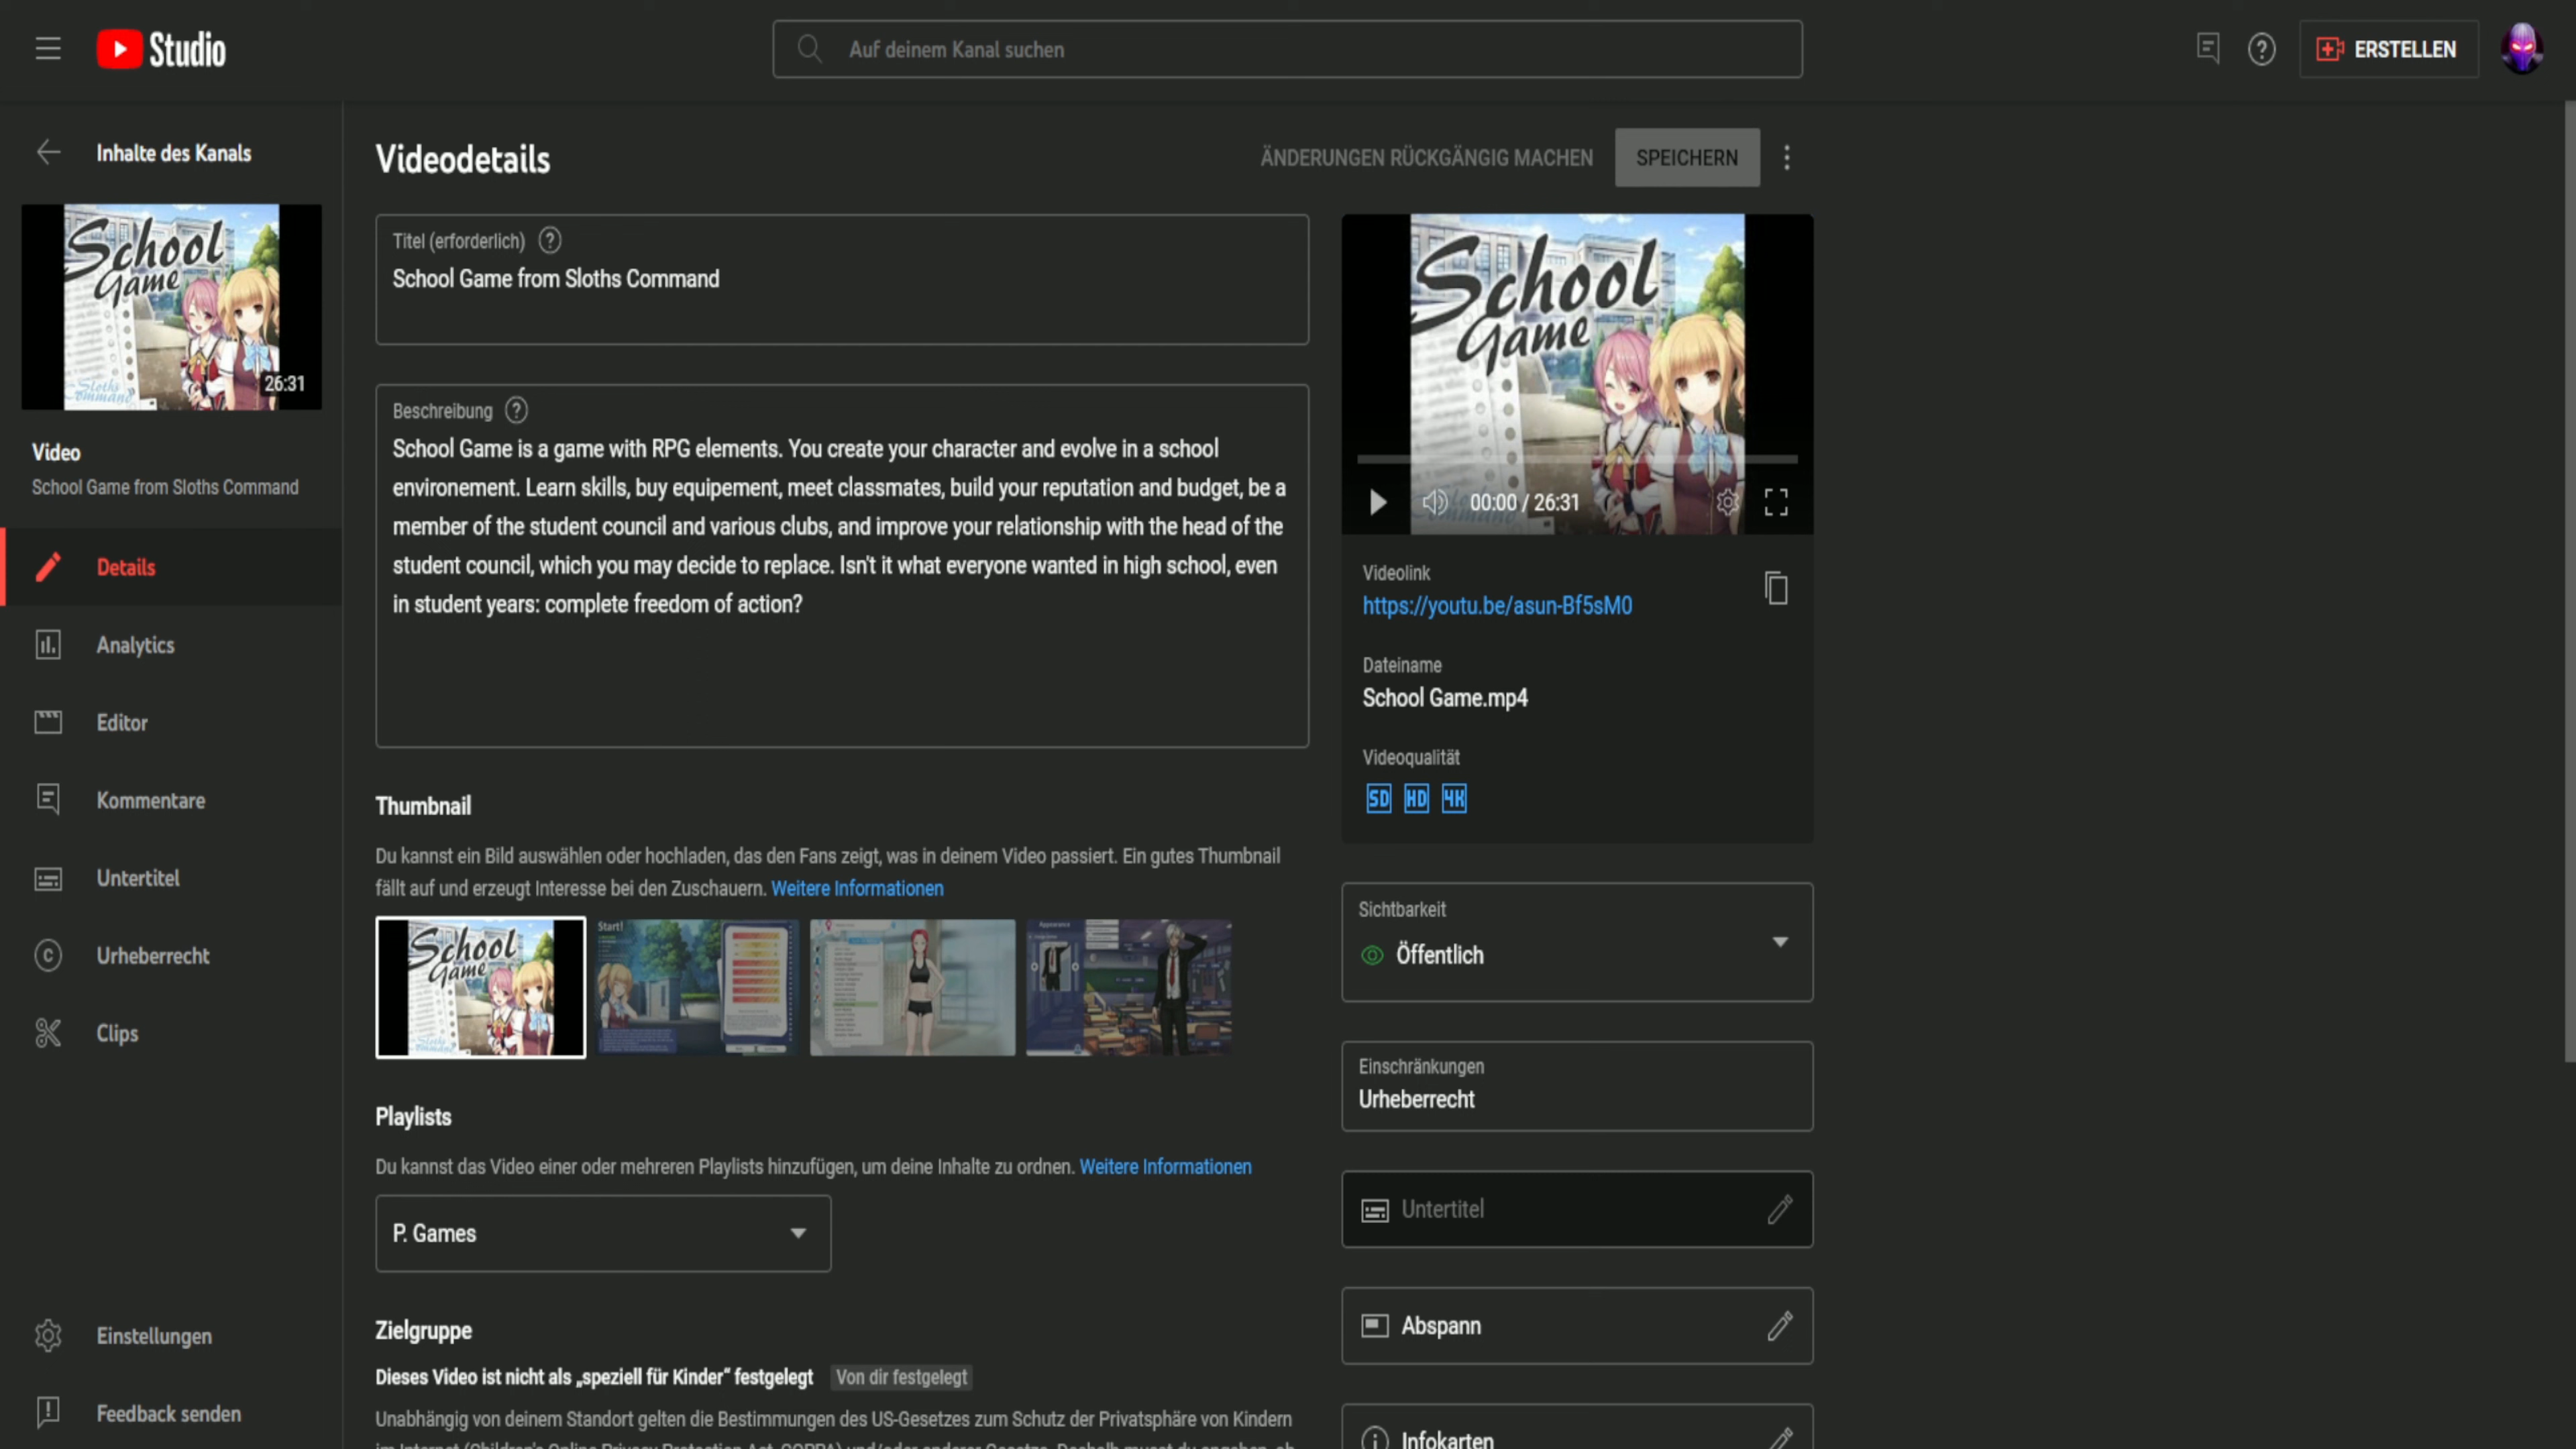 Studio
Auf deinem Kanal suchen
ERSTELLEN
Inhalte des Kanals
School
Game
Sloths
Command
26:31
Video
School Game from Sloths Command
Details
Analytics
Editor
Kommentare
Untertitel
Urheberrecht
Clips
Einstellungen
Feedback senden
Videodetails
ÄNDERUNGEN RÜCKGÄNGIG MACHEN
SPEICHERN
Titel (erforderlich)
School Game from Sloths Command
Beschreibung
School Game is a game with RPG elements. You create your character and evolve in a school
environement. Learn skills, buy equipement, meet classmates, build your reputation and budget, be a
member of the student council and various clubs, and improve your relationship with the head of the
student council, which you may decide to replace. Isn't it what everyone wanted in high school, even
in student years: complete freedom of action?
Thumbnail
Du kannst ein Bild auswählen oder hochladen, das den Fans zeigt, was in deinem Video passiert. Ein gutes Thumbnail
fällt auf und erzeugt Interesse bei den Zuschauern. Weitere Informationen
School
Game
Sloths
Command
Start!
Appearance
Playlists
Du kannst das Video einer oder mehreren Playlists hinzufügen, um deine Inhalte zu ordnen. Weitere Informationen
P. Games
Zielgruppe
Dieses Video ist nicht als „speziell für Kinder“ festgelegt Von dir festgelegt
Unabhängig von deinem Standort gelten die Bestimmungen des US-Gesetzes zum Schutz der Privatsphäre von Kindern
School
Game
00:00 / 26:31
Videolink
https://youtu.be/asun-Bf5sM0
Dateiname
School Game.mp4
Videoqualität
SD HD 4K
Sichtbarkeit
Öffentlich
Einschränkungen
Urheberrecht
Untertitel
Abspann
Infokarten